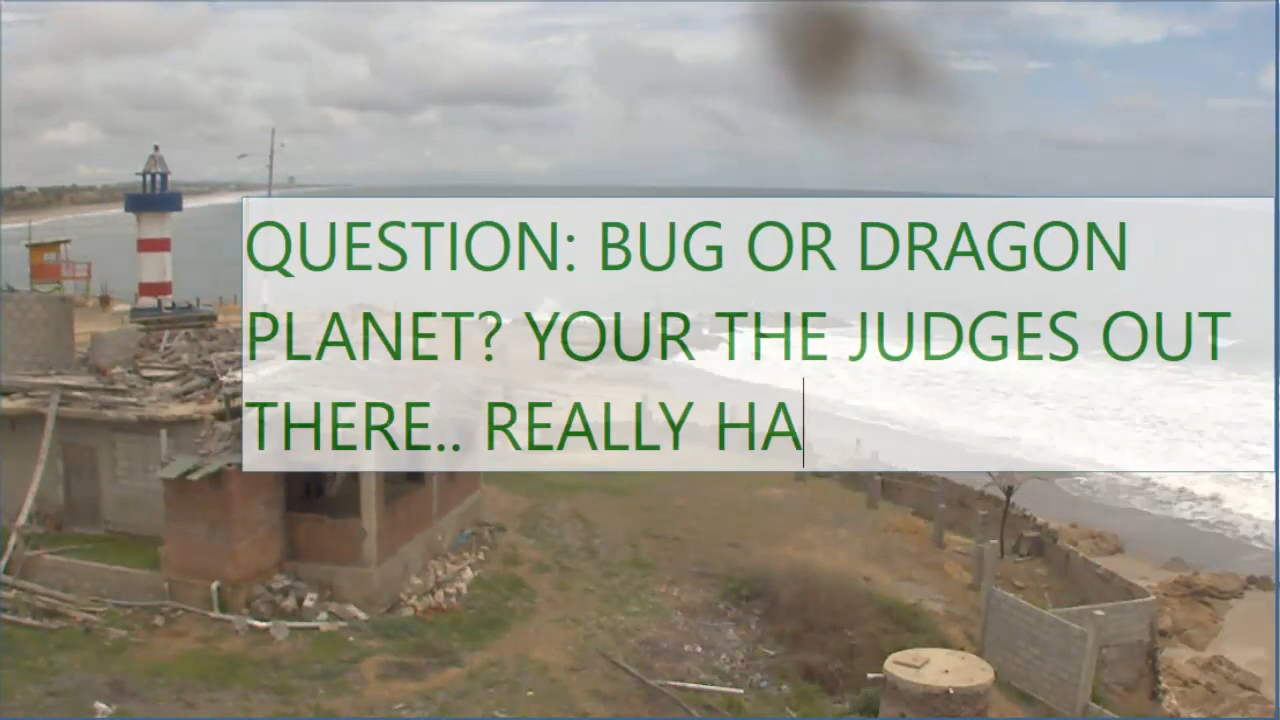 QUESTION: BUG OR DRAGON
PLANET? YOUR THE JUDGES OUT
THERE.. REALLY HA